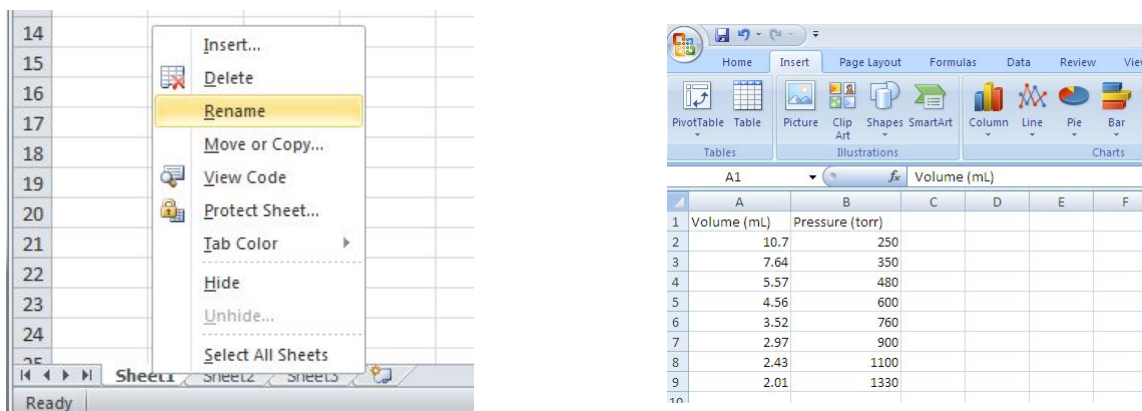 14
15
16
17
18
19
20
21
22
23
24
25
Insert...
Delete
Rename
Move or Copy...
View Code
Protect Sheet...
Tab Color
Hide
Unhide...
Select All Sheets
Sheet1 Sheet2 Sheet3
Ready
Home Insert Page Layout Formulas Data Review
PivotTable Table Picture Clip Art Shapes SmartArt Column Line Pie Bar
Tables Illustrations Charts
A1 fx Volume (mL)
A B C D E F
1 Volume (mL) Pressure (torr)
2 10.7 250
3 7.64 350
4 5.57 480
5 4.56 600
6 3.52 760
7 2.97 900
8 2.43 1100
9 2.01 1330
10